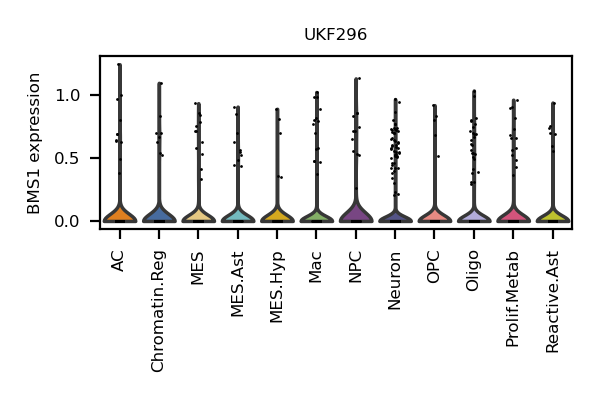 UKF296
BMS1 expression
1.0
0.5
0.0
AC
Chromatin.Reg
MES
MES.Ast
MES.Hyp
Mac
NPC
Neuron
OPC
Oligo
Prolif.Metab
Reactive.Ast